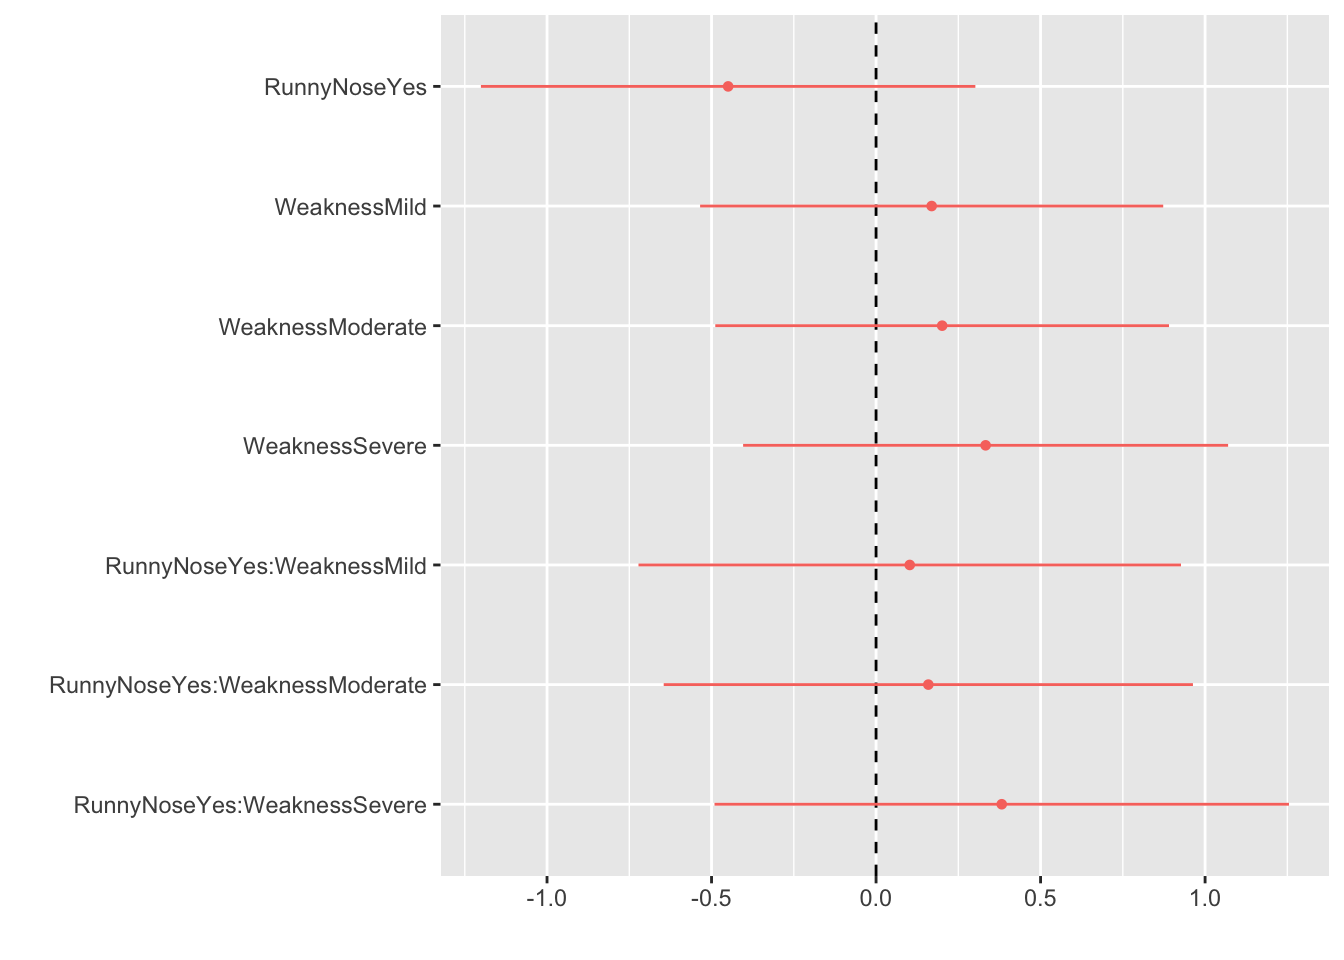 RunnyNoseYes
WeaknessMild
WeaknessModerate
WeaknessSevere
RunnyNoseYes:WeaknessMild
RunnyNoseYes:WeaknessModerate
RunnyNoseYes:WeaknessSevere
-1.0 -0.5 0.0 0.5 1.0